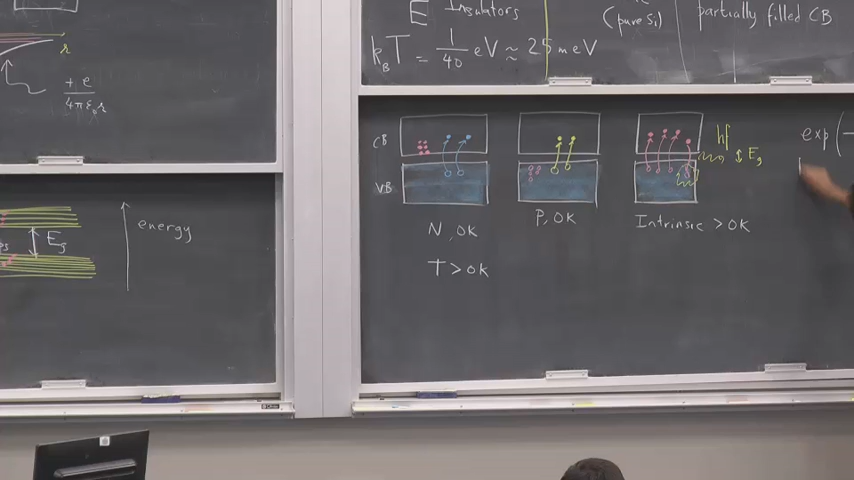 r
+e
4πε₀r
E_g
energy
E Insulators
(pure Si)
partially filled CB
k_BT = 1/40 eV ≈ 25 meV
CB
VB
hf
E_g
exp(-
N, 0K
P, 0K
Intrinsic > 0K
T > 0K